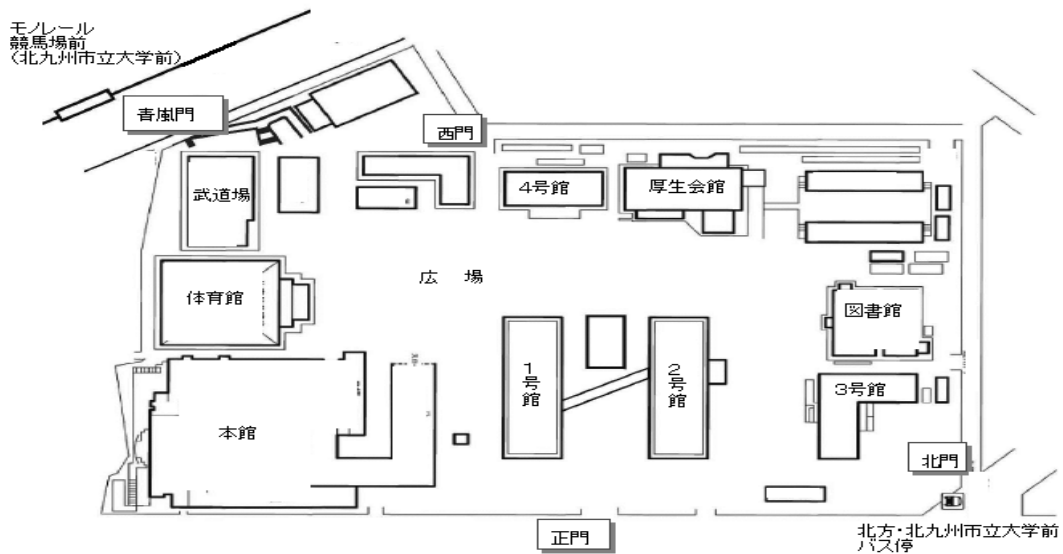 モノレール
競馬場前
(北九州市立大学前)
青嵐門
西門
武道場
4号館
厚生会館
体育館
広 場
図書館
1号館
2号館
3号館
本館
北門
正門
北方・北九州市立大学前
バス停